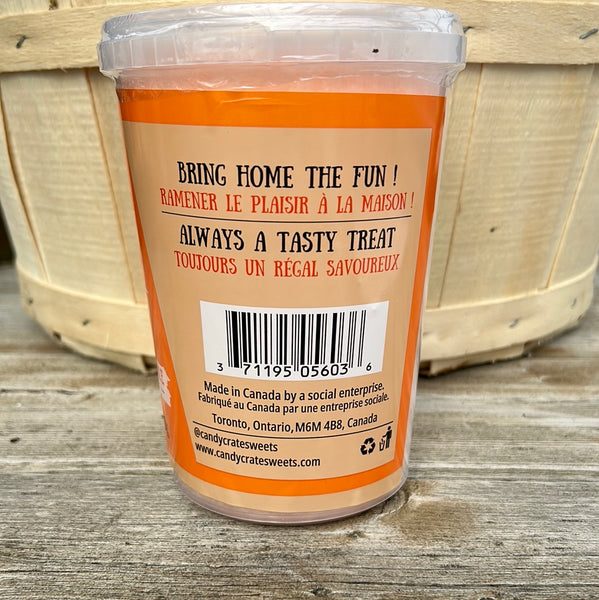 BRING HOME THE FUN !
RAMENER LE PLAISIR À LA MAISON !
ALWAYS A TASTY TREAT
TOUJOURS UN RÉGAL SAVOUREUX
3 71195 05603 6
Made in Canada by a social enterprise.
Fabriqué au Canada par une entreprise sociale.
Toronto, Ontario, M6M 4B8, Canada
@candycratesweets
www.candycratesweets.com